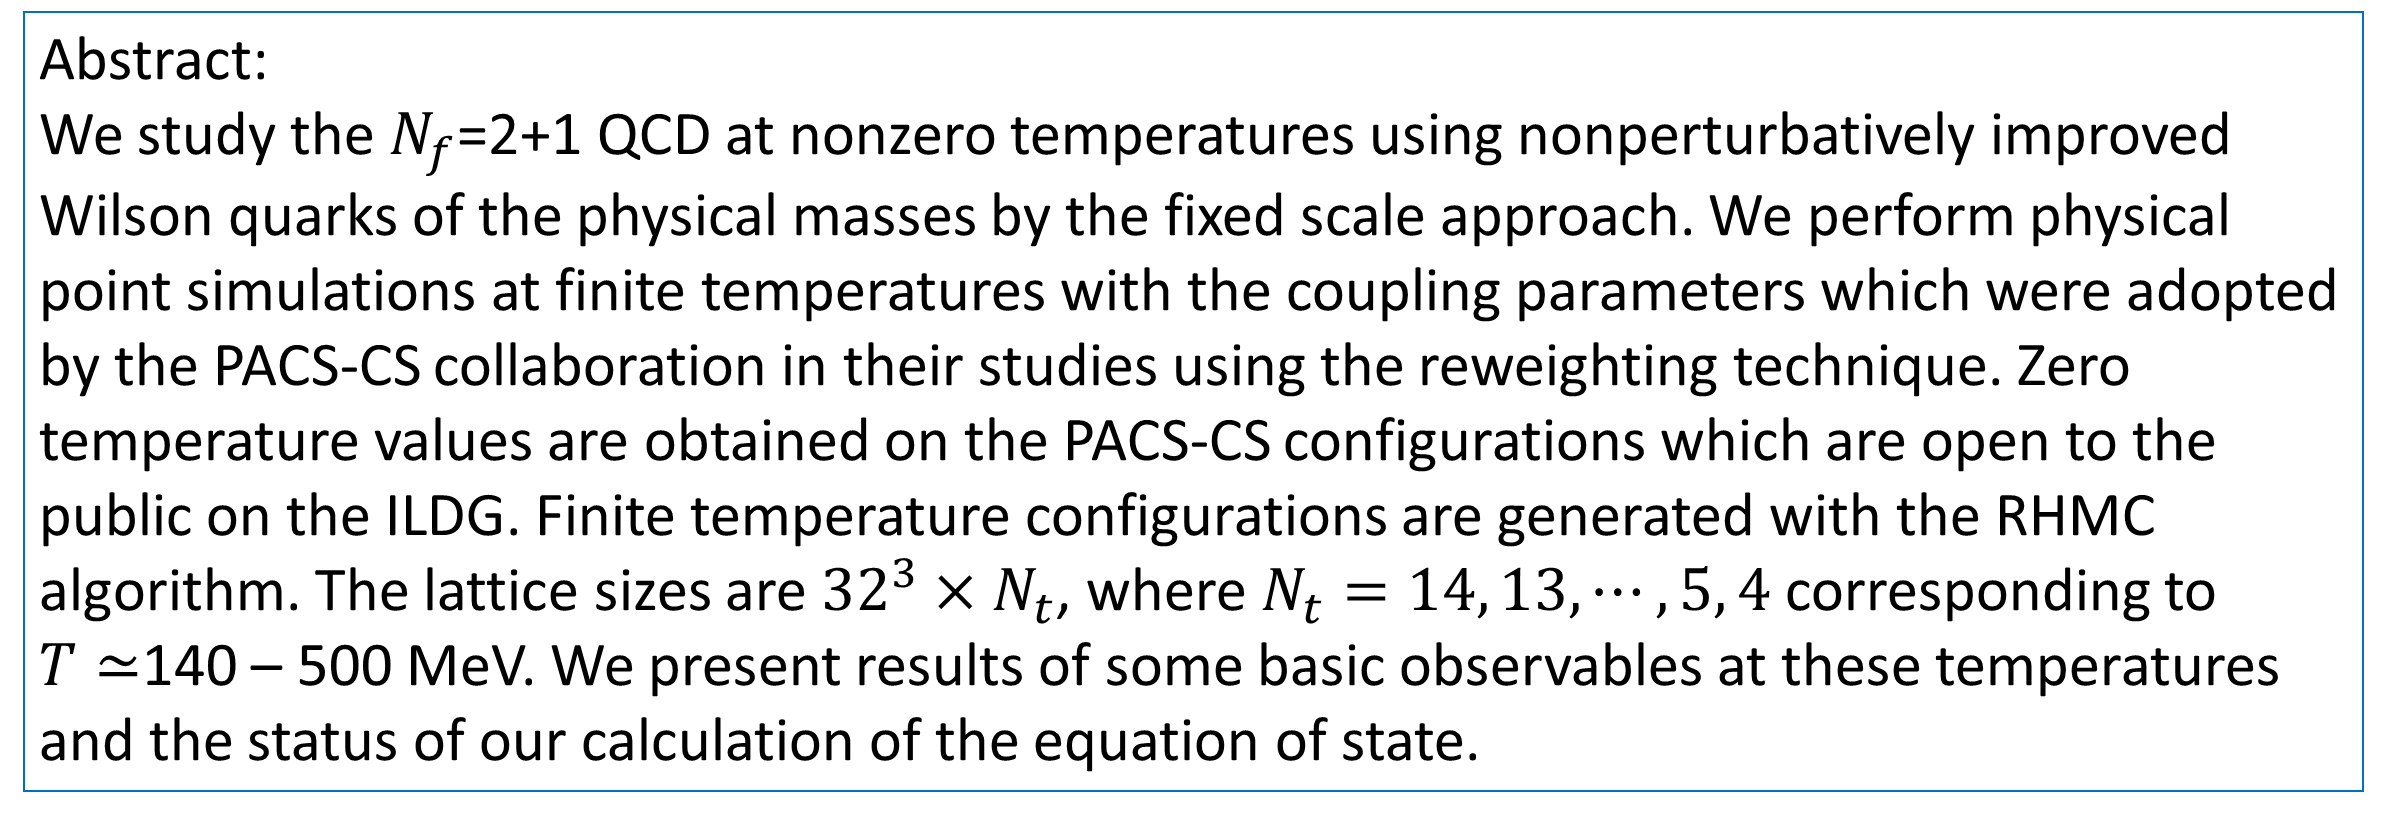 Abstract:
We study the $N_f$=2+1 QCD at nonzero temperatures using nonperturbatively improved
Wilson quarks of the physical masses by the fixed scale approach. We perform physical
point simulations at finite temperatures with the coupling parameters which were adopted
by the PACS-CS collaboration in their studies using the reweighting technique. Zero
temperature values are obtained on the PACS-CS configurations which are open to the
public on the ILDG. Finite temperature configurations are generated with the RHMC
algorithm. The lattice sizes are $32^3 \times N_t$, where $N_t = 14, 13, \cdots, 5, 4$ corresponding to
$T \simeq$140 – 500 MeV. We present results of some basic observables at these temperatures
and the status of our calculation of the equation of state.